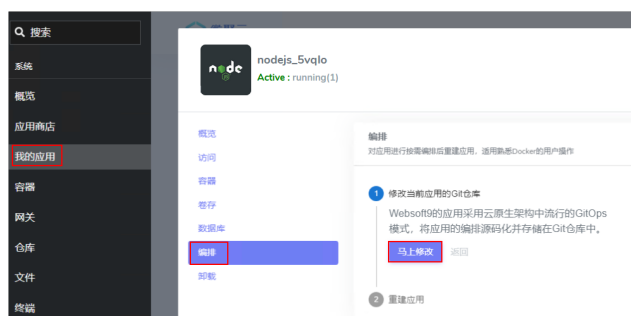 搜索
系统
概览
应用商店
我的应用
容器
网关
仓库
文件
终端
node
nodejs_5vqlo
Active : running(1)
概览
访问
容器
卷存
数据库
编排
卸载
编排
对应用进行按需编排后重建应用，适用熟悉Docker的用户操作
1 修改当前应用的Git仓库
Websoft9的应用采用云原生架构中流行的GitOps
模式，将应用的编排源码化并存储在Git仓库中。
马上修改 返回
2 重建应用